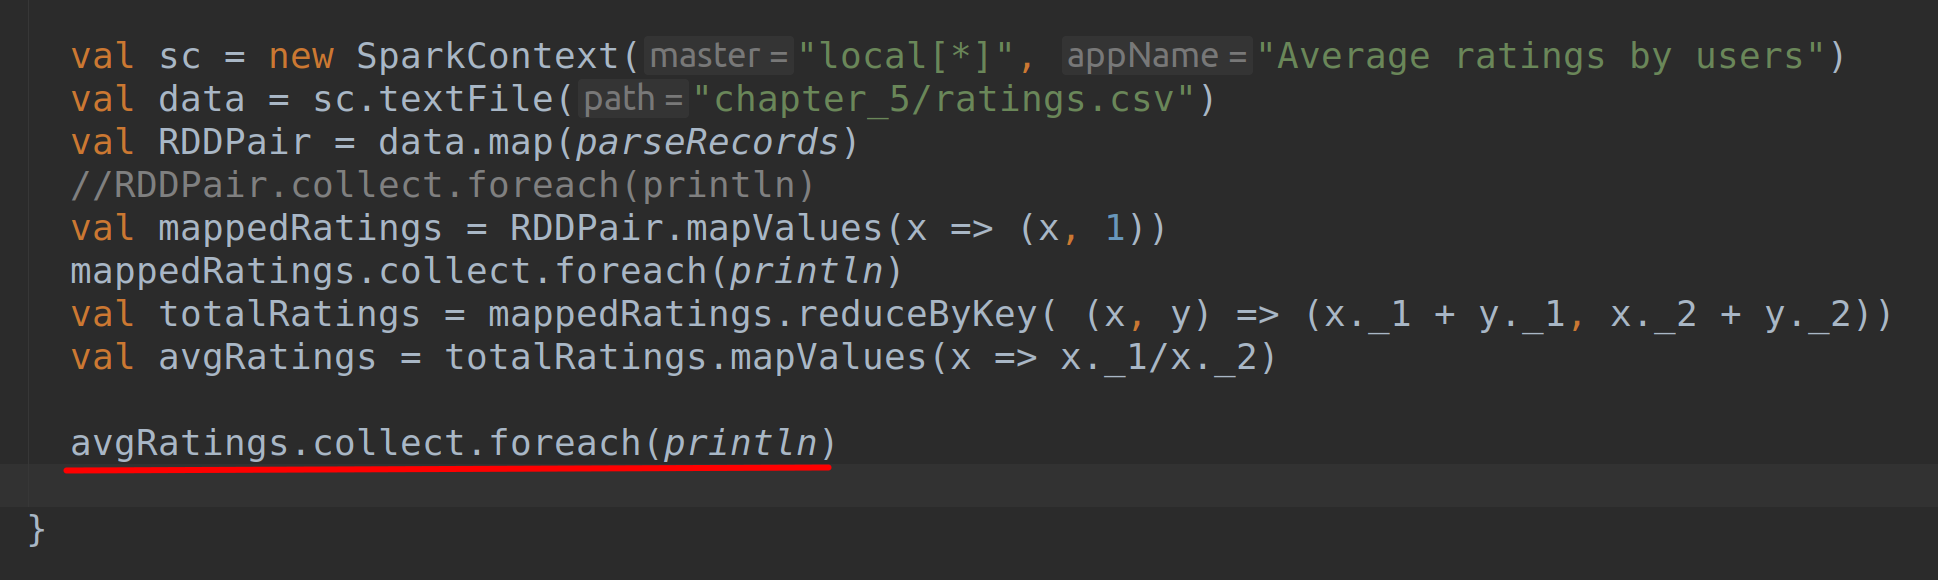 val sc = new SparkContext( master = "local[*]", appName = "Average ratings by users")
val data = sc.textFile( path = "chapter_5/ratings.csv")
val RDDPair = data.map(parseRecords)
//RDDPair.collect.foreach(println)
val mappedRatings = RDDPair.mapValues(x => (x, 1))
mappedRatings.collect.foreach(println)
val totalRatings = mappedRatings.reduceByKey( (x, y) => (x._1 + y._1, x._2 + y._2))
val avgRatings = totalRatings.mapValues(x => x._1/x._2)
avgRatings.collect.foreach(println)
}